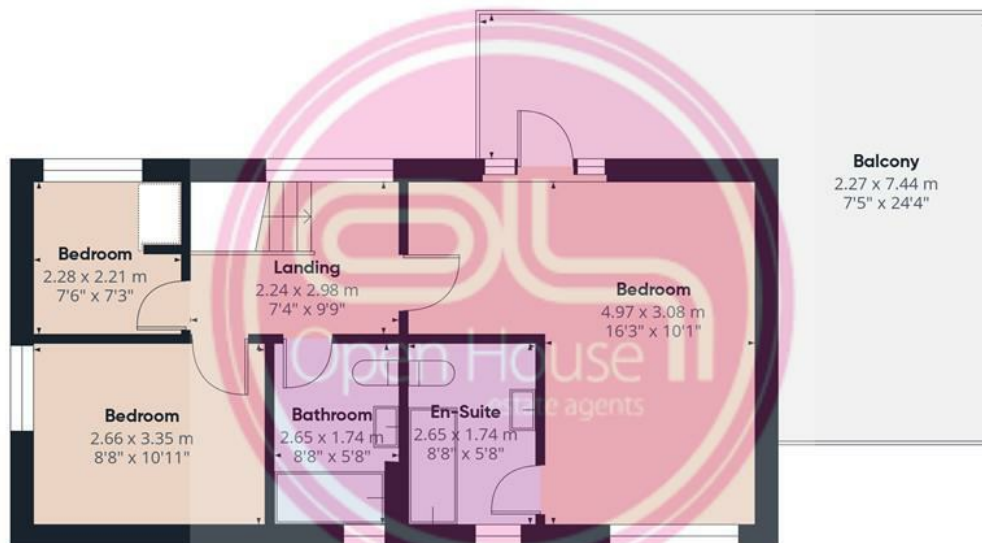 Balcony
2.27 x 7.44 m
7'5" x 24'4"
Bedroom
2.28 x 2.21 m
7'6" x 7'3"
Landing
2.24 x 2.98 m
7'4" x 9'9"
Bedroom
4.97 x 3.08 m
16'3" x 10'1"
Open House
estate agents
Bedroom
2.66 x 3.35 m
8'8" x 10'11"
Bathroom
2.65 x 1.74 m
8'8" x 5'8"
En-Suite
2.65 x 1.74 m
8'8" x 5'8"